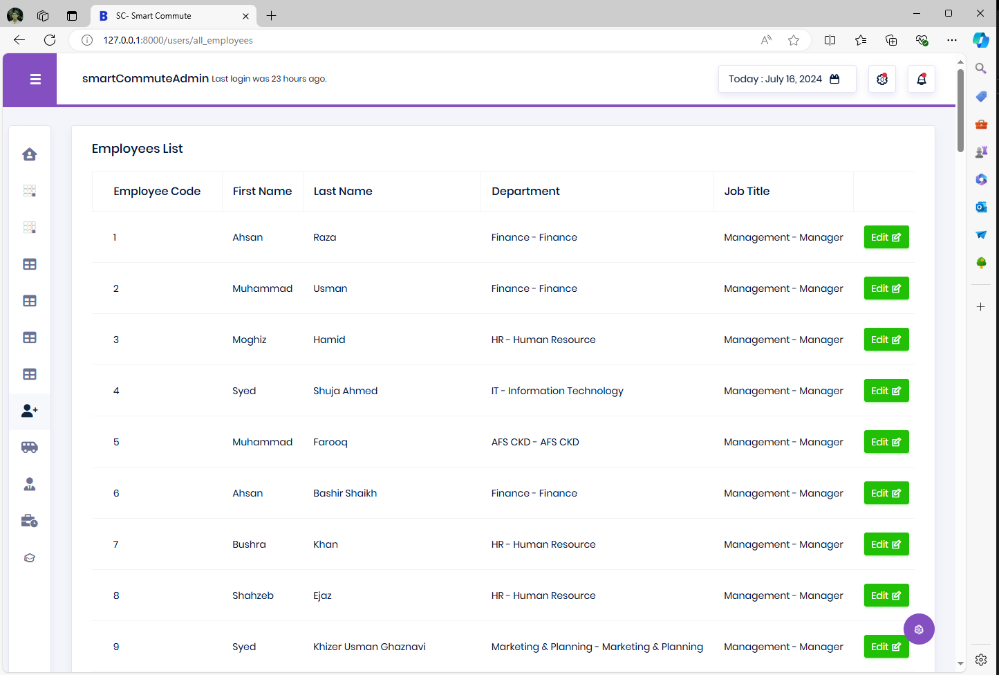 SC- Smart Commute
127.0.0.1:8000/users/all_employees
smartCommuteAdmin Last login was 23 hours ago.
Today : July 16, 2024
Employees List
Employee Code First Name Last Name Department Job Title
1 Ahsan Raza Finance - Finance Management - Manager Edit
2 Muhammad Usman Finance - Finance Management - Manager Edit
3 Moghiz Hamid HR - Human Resource Management - Manager Edit
4 Syed Shuja Ahmed IT - Information Technology Management - Manager Edit
5 Muhammad Farooq AFS CKD - AFS CKD Management - Manager Edit
6 Ahsan Bashir Shaikh Finance - Finance Management - Manager Edit
7 Bushra Khan HR - Human Resource Management - Manager Edit
8 Shahzeb Ejaz HR - Human Resource Management - Manager Edit
9 Syed Khizer Usman Ghaznavi Marketing & Planning - Marketing & Planning Management - Manager Edit